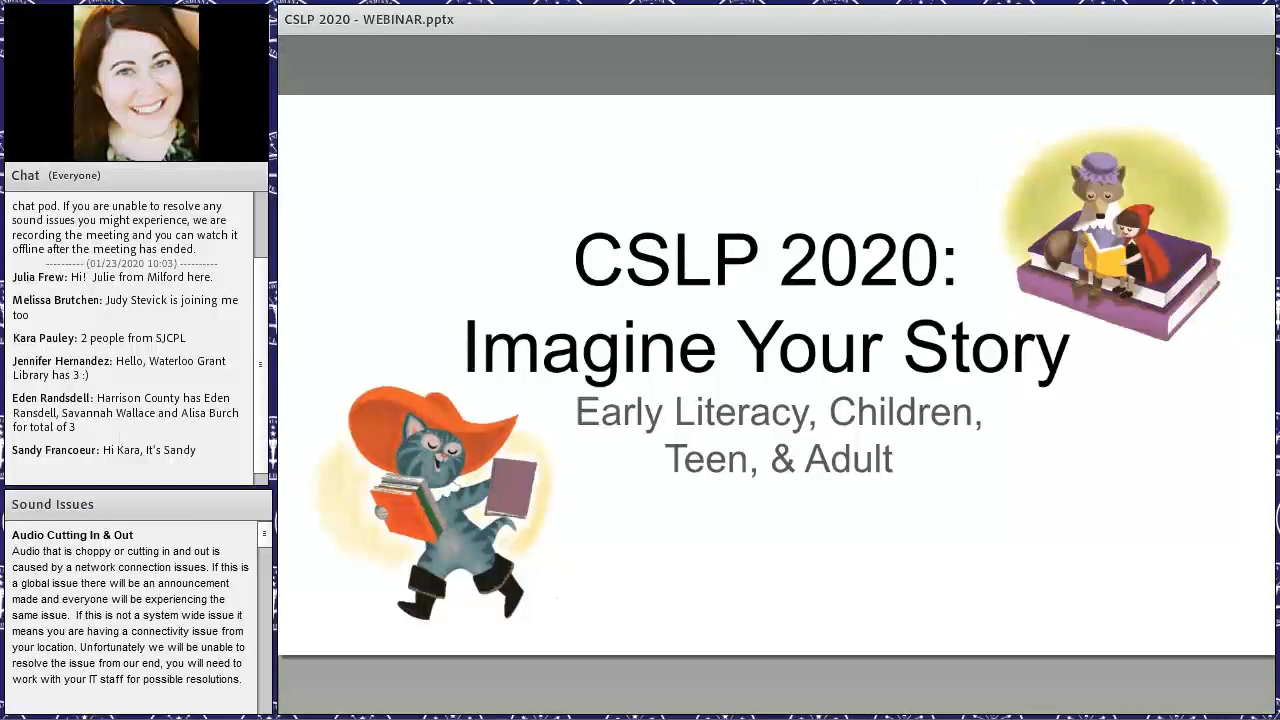 CSLP 2020 - WEBINAR.pptx
Chat (Everyone)
chat pod. If you are unable to resolve any
sound issues you might experience, we are
recording the meeting and you can watch it
offline after the meeting has ended.
---------- (01/23/2020 10:03) ----------
Julia Frew: Hi! Julie from Milford here.
Melissa Brutchen: Judy Stevick is joining me
too
Kara Pauley: 2 people from SJCPL
Jennifer Hernandez: Hello, Waterloo Grant
Library has 3 :)
Eden Randsdell: Harrison County has Eden
Ransdell, Savannah Wallace and Alisa Burch
for total of 3
Sandy Francoeur: Hi Kara, It's Sandy
Sound Issues
Audio Cutting In & Out
Audio that is choppy or cutting in and out is
caused by a network connection issues. If this is
a global issue there will be an announcement
made and everyone will be experiencing the
same issue. If this is not a system wide issue it
means you are having a connectivity issue from
your location. Unfortunately we will be unable to
resolve the issue from our end, you will need to
work with your IT staff for possible resolutions.
CSLP 2020:
Imagine Your Story
Early Literacy, Children,
Teen, & Adult